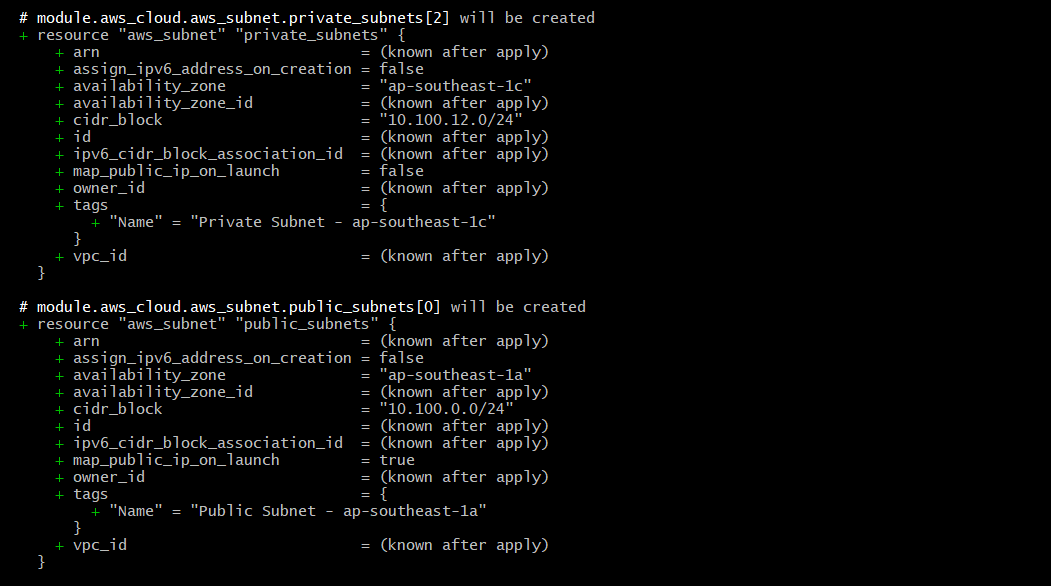 # module.aws_cloud.aws_subnet.private_subnets[2] will be created
+ resource "aws_subnet" "private_subnets" {
+ arn = (known after apply)
+ assign_ipv6_address_on_creation = false
+ availability_zone = "ap-southeast-1c"
+ availability_zone_id = (known after apply)
+ cidr_block = "10.100.12.0/24"
+ id = (known after apply)
+ ipv6_cidr_block_association_id = (known after apply)
+ map_public_ip_on_launch = false
+ owner_id = (known after apply)
+ tags = {
+ "Name" = "Private Subnet - ap-southeast-1c"
}
+ vpc_id = (known after apply)
}
# module.aws_cloud.aws_subnet.public_subnets[0] will be created
+ resource "aws_subnet" "public_subnets" {
+ arn = (known after apply)
+ assign_ipv6_address_on_creation = false
+ availability_zone = "ap-southeast-1a"
+ availability_zone_id = (known after apply)
+ cidr_block = "10.100.0.0/24"
+ id = (known after apply)
+ ipv6_cidr_block_association_id = (known after apply)
+ map_public_ip_on_launch = true
+ owner_id = (known after apply)
+ tags = {
+ "Name" = "Public Subnet - ap-southeast-1a"
}
+ vpc_id = (known after apply)
}